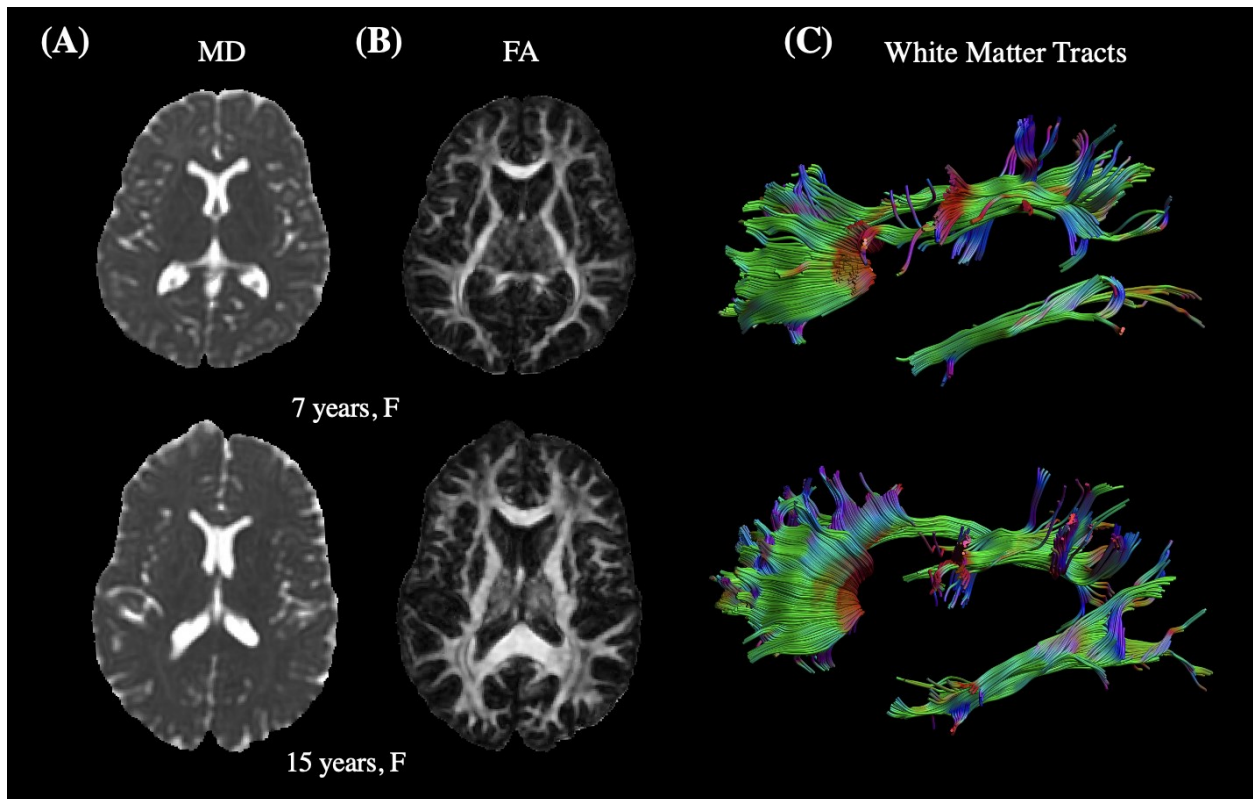 (A)
MD
(B)
FA
(C)
White Matter Tracts
7 years, F
15 years, F